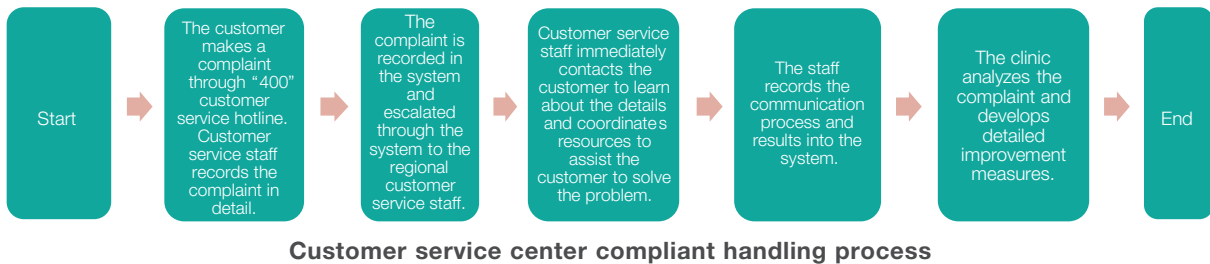 Start
The customer
makes a
complaint
through “400”
customer
service hotline.
Customer
service staff
records the
complaint in
detail.
The
complaint is
recorded in
the system
and
escalated
through the
system to the
regional
customer
service staff.
Customer service
staff immediately
contacts the
customer to learn
about the details
and coordinates
resources to
assist the
customer to solve
the problem.
The staff
records the
communication
process and
results into the
system.
The clinic
analyzes the
complaint and
develops
detailed
improvement
measures.
End
Customer service center compliant handling process